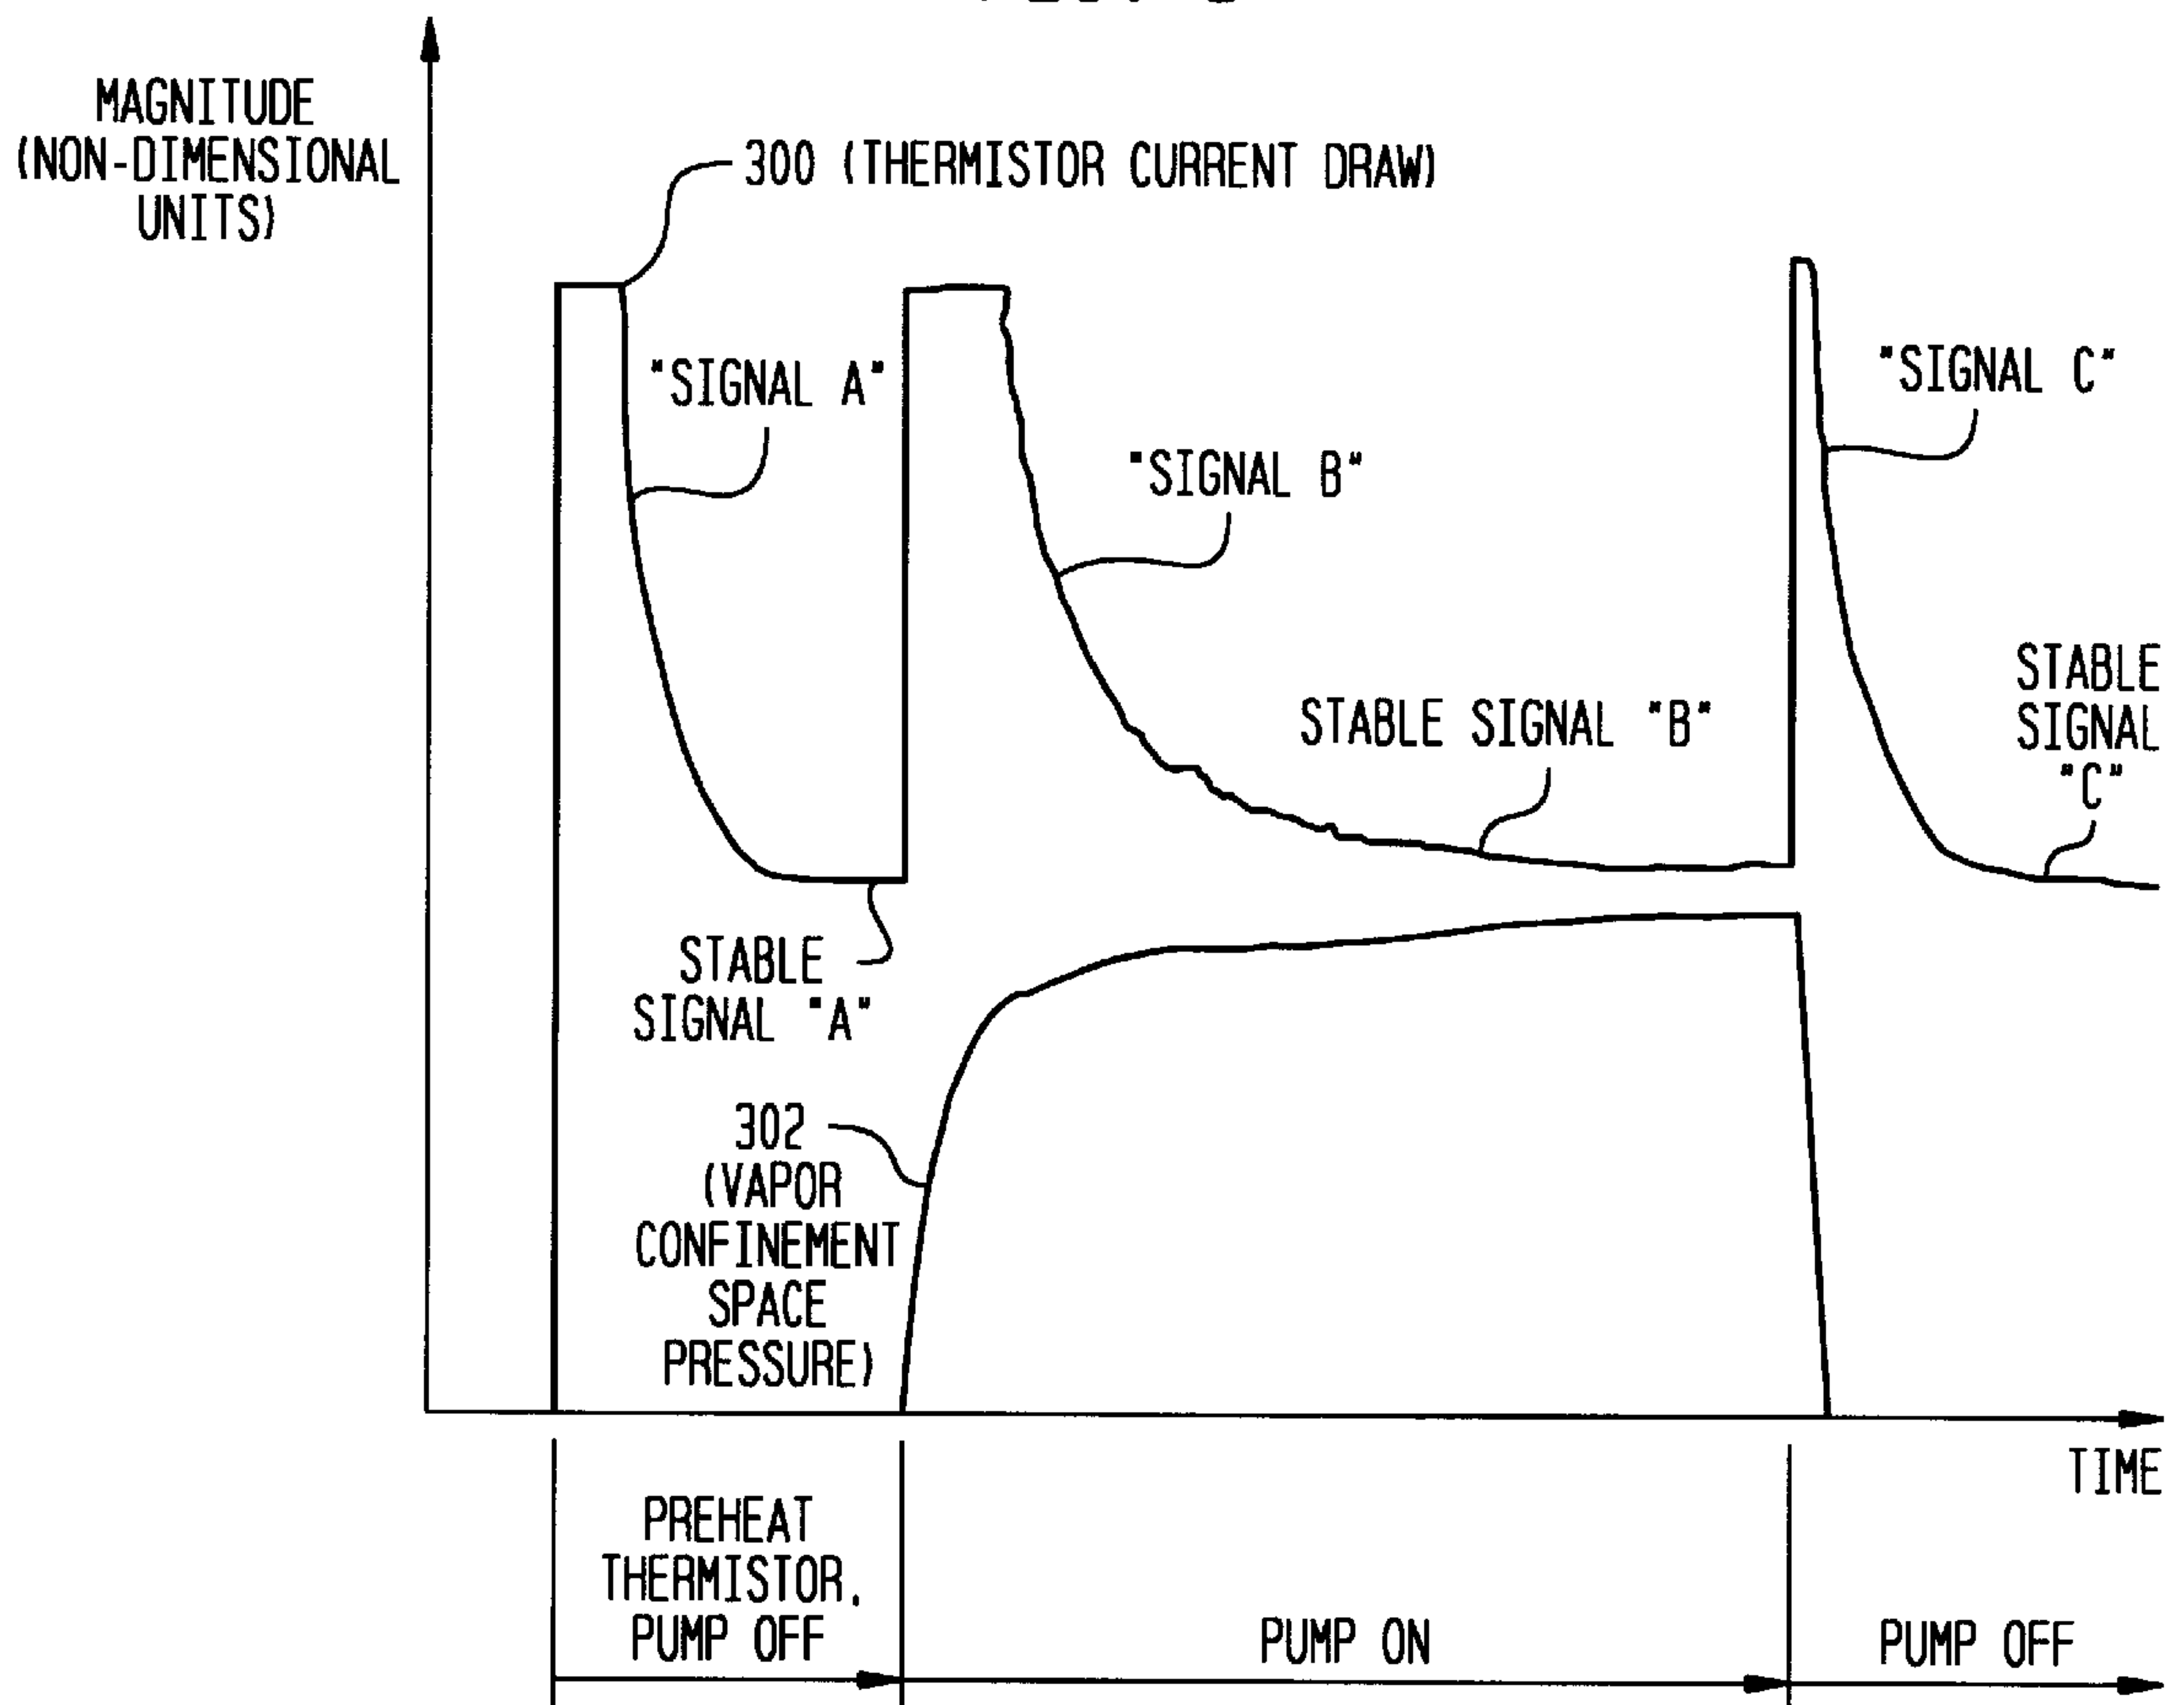 MAGNITUDE
(NON-DIMENSIONAL
UNITS)
300 (THERMISTOR CURRENT DRAW)
"SIGNAL A"
"SIGNAL B"
"SIGNAL C"
STABLE SIGNAL "B"
STABLE
SIGNAL
"C"
STABLE
SIGNAL "A"
302
(VAPOR
CONFINEMENT
SPACE
PRESSURE)
TIME
PREHEAT
THERMISTOR,
PUMP OFF
PUMP ON
PUMP OFF